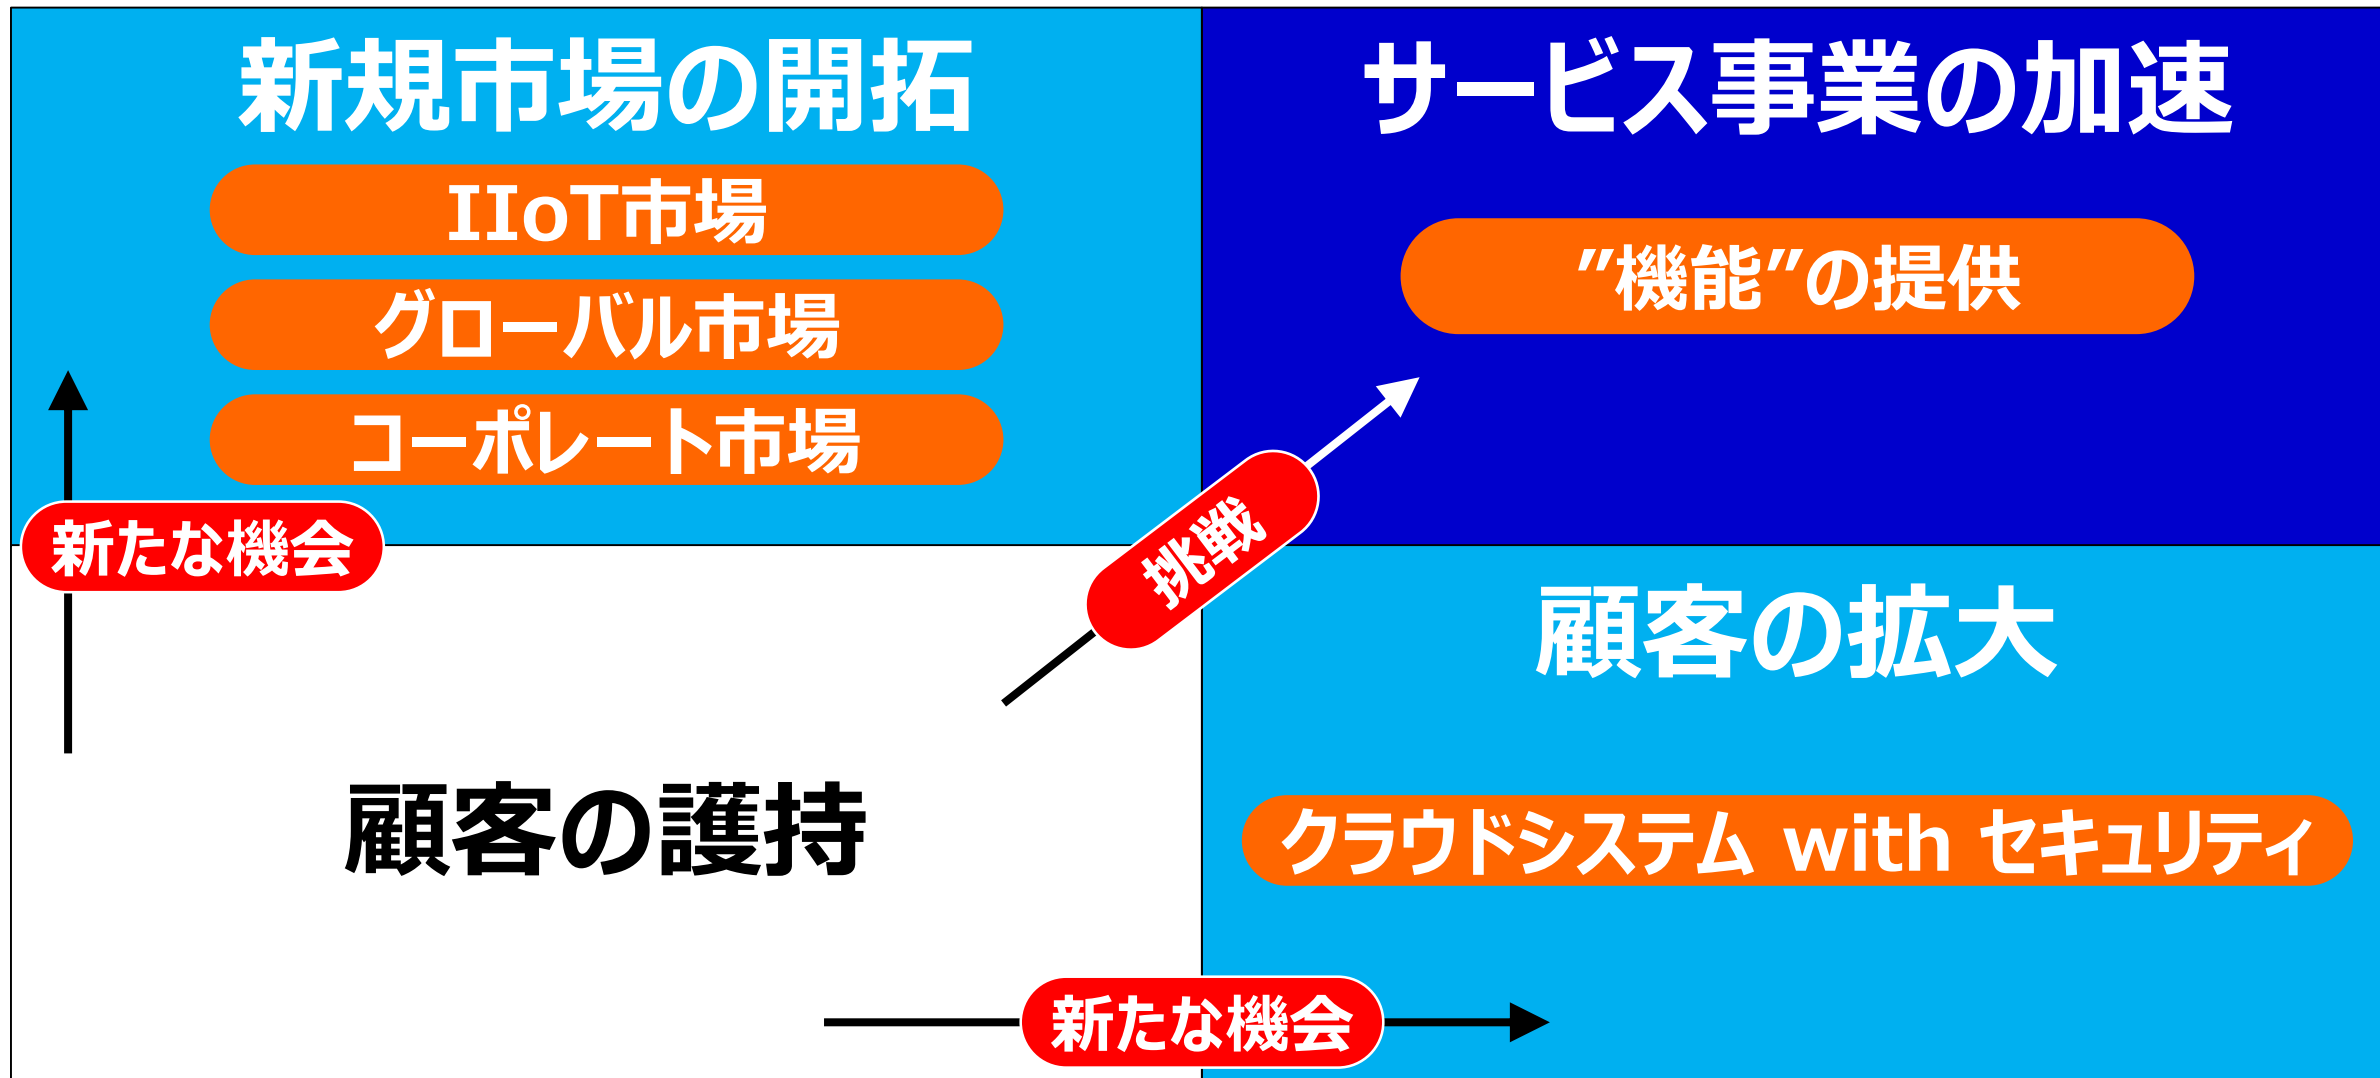 新規市場の開拓
IIoT市場
グローバル市場
コーポレート市場
新たな機会
サービス事業の加速
”機能”の提供
挑戦
顧客の護持
顧客の拡大
クラウドシステム with セキュリティ
新たな機会